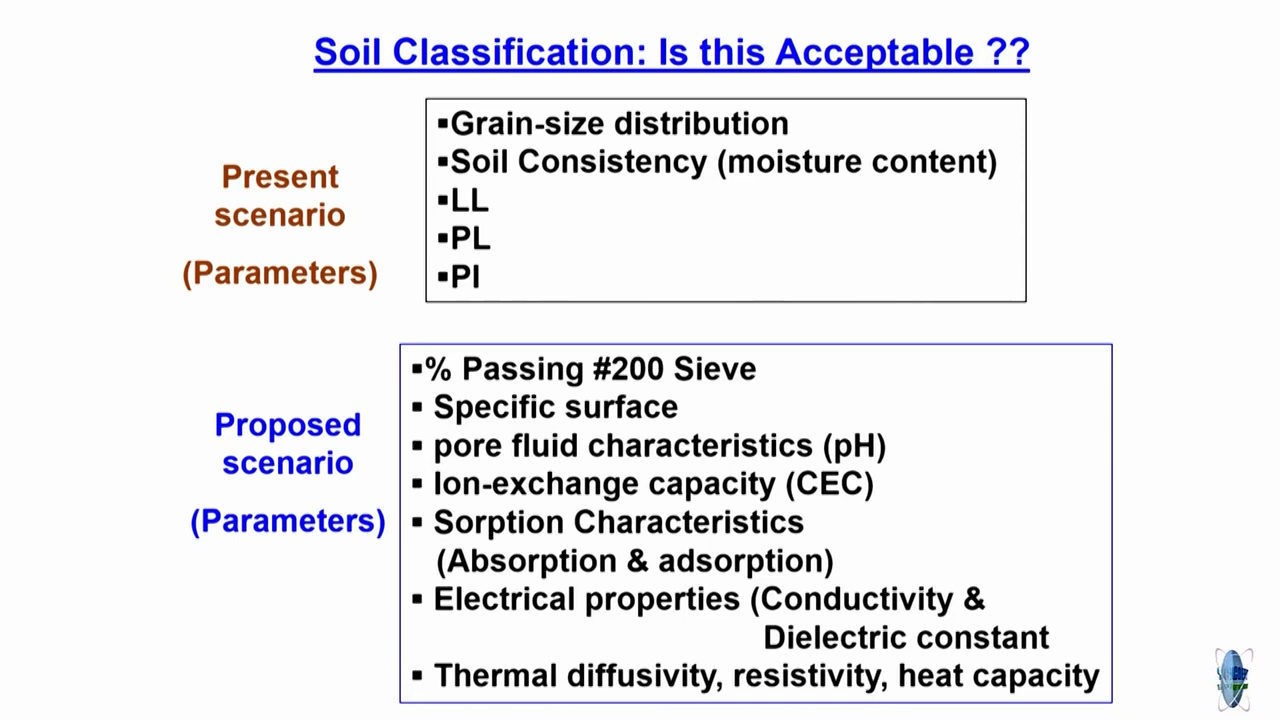 Soil Classification: Is this Acceptable ??
Present
scenario
(Parameters)
▪Grain-size distribution
▪Soil Consistency (moisture content)
▪LL
▪PL
▪PI
Proposed
scenario
(Parameters)
▪% Passing #200 Sieve
▪ Specific surface
▪ pore fluid characteristics (pH)
▪ Ion-exchange capacity (CEC)
▪ Sorption Characteristics
(Absorption & adsorption)
▪ Electrical properties (Conductivity &
Dielectric constant
▪ Thermal diffusivity, resistivity, heat capacity